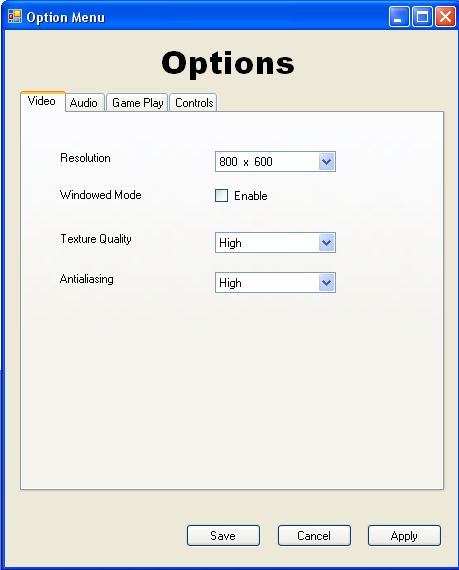 Option Menu
Options
Video Audio Game Play Controls
Resolution 800 x 600
Windowed Mode Enable
Texture Quality High
Antialiasing High
Save Cancel Apply